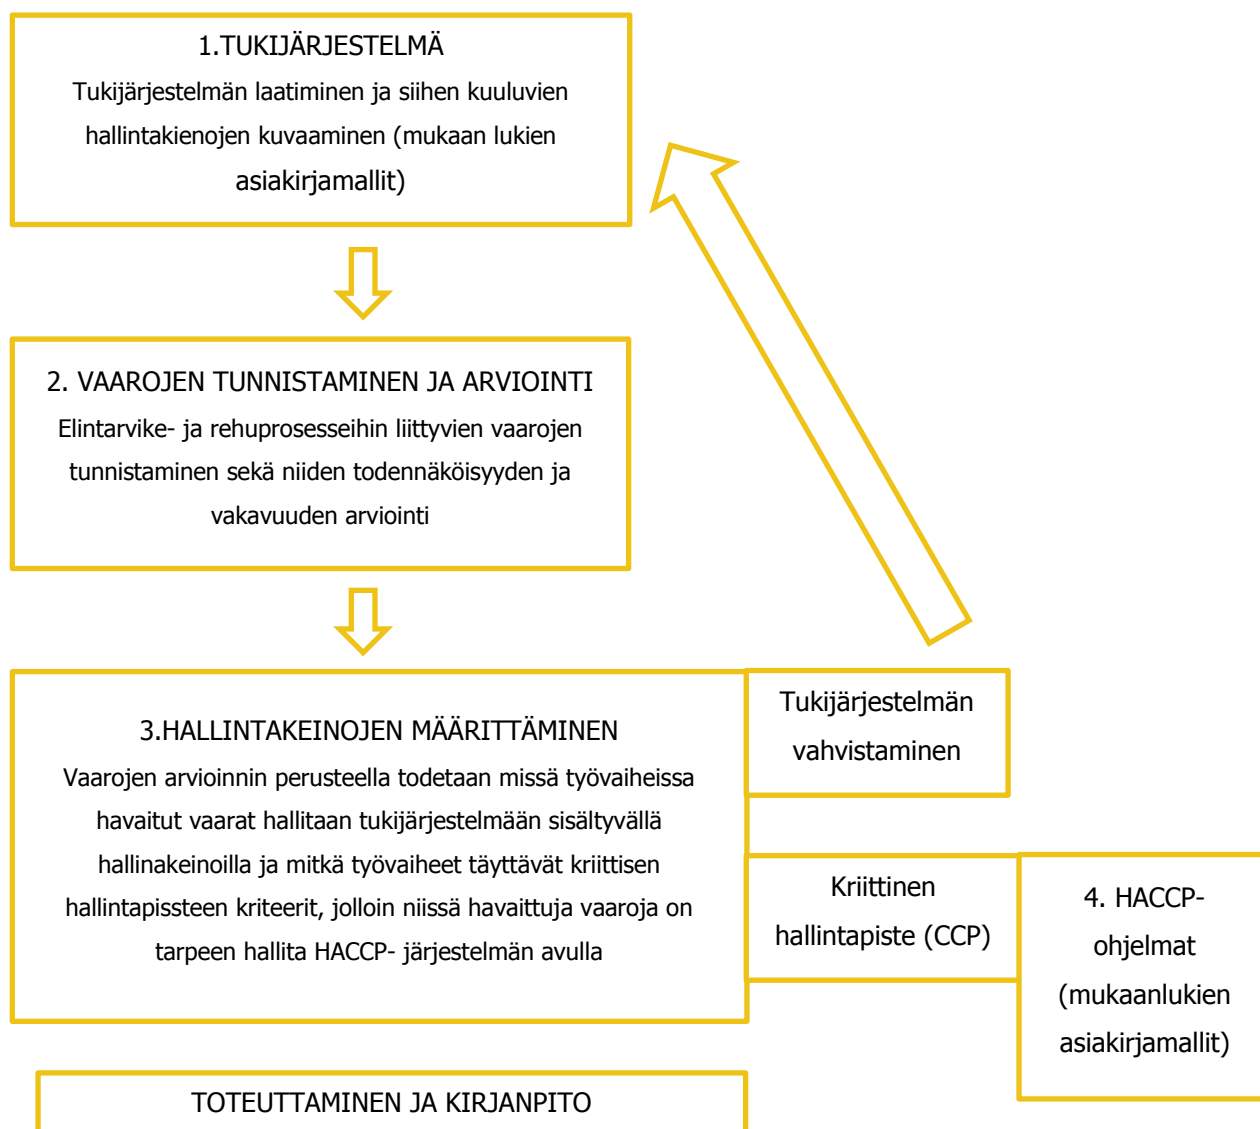 1.TUKIJÄRJESTELMÄ
Tukijärjestelmän laatiminen ja siihen kuuluvien
hallintakienojen kuvaaminen (mukaan lukien
asiakirjamallit)
2. VAAROJEN TUNNISTAMINEN JA ARVIOINTI
Elintarvike- ja rehuprosesseihin liittyvien vaarojen
tunnistaminen sekä niiden todennäköisyyden ja
vakavuuden arviointi
3.HALLINTAKEINOJEN MÄÄRITTÄMINEN
Vaarojen arvioinnin perusteella todetaan missä työvaiheissa
havaitut vaarat hallitaan tukijärjestelmään sisältyvällä
hallinakeinoilla ja mitkä työvaiheet täyttävät kriittisen
hallintapissteen kriteerit, jolloin niissä havaittuja vaaroja on
tarpeen hallita HACCP- järjestelmän avulla
Tukijärjestelmän
vahvistaminen
Kriittinen
hallintapiste (CCP)
4. HACCP-
ohjelmat
(mukaanlukien
asiakirjamallit)
TOTEUTTAMINEN JA KIRJANPITO